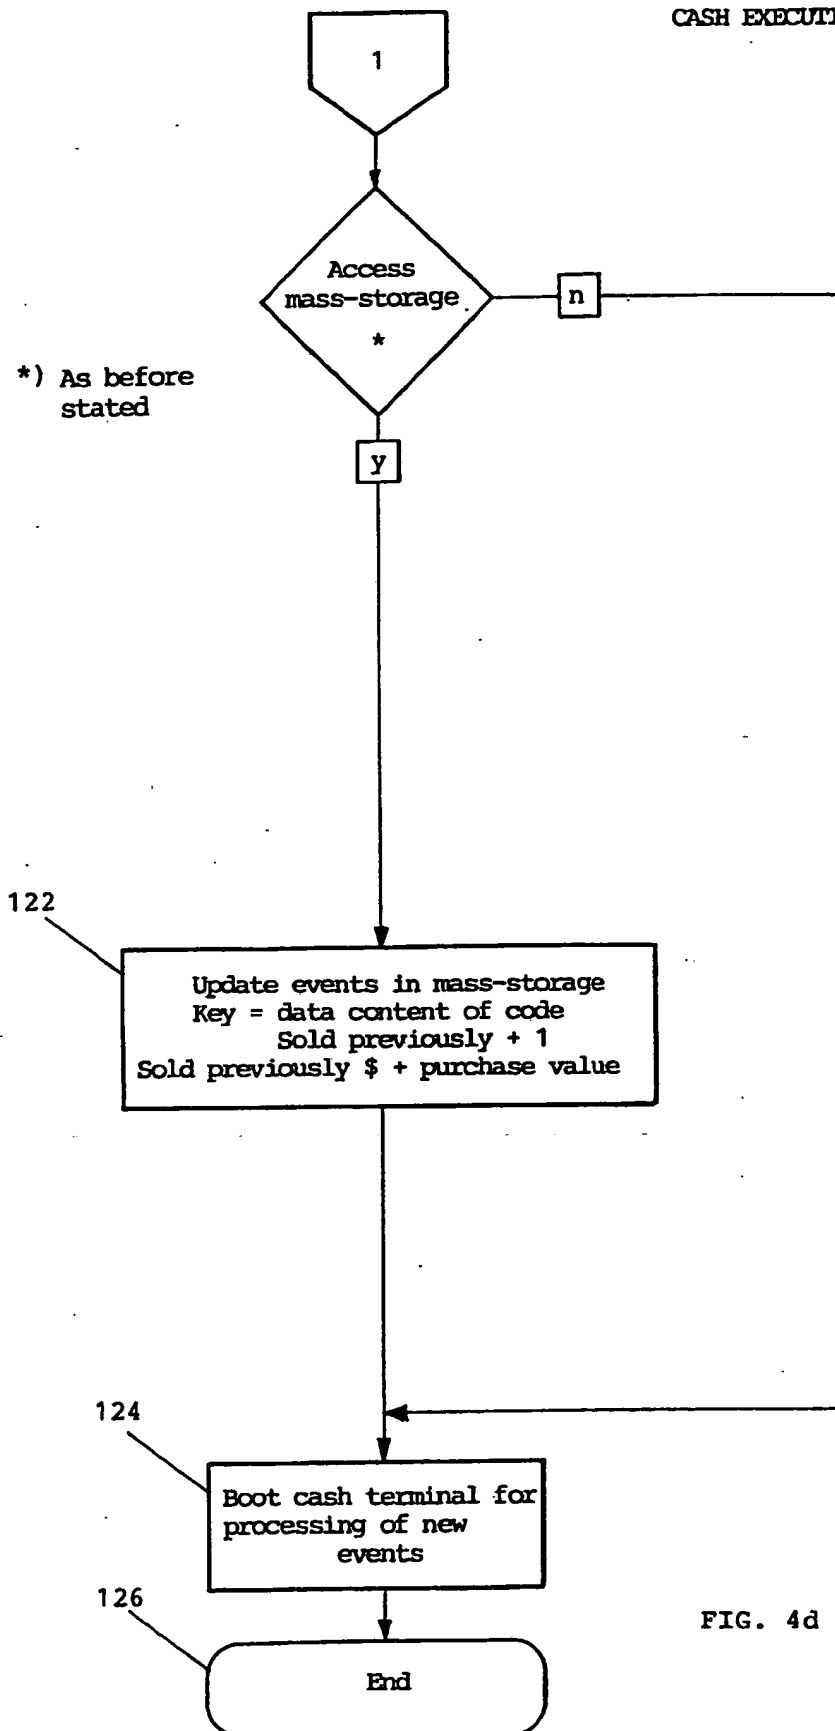 CASH EXECUTI
1
Access
mass-storage
*
n
*) As before
stated
y
122
Update events in mass-storage
Key = data content of code
Sold previously + 1
Sold previously $ + purchase value
124
Boot cash terminal for
processing of new
events
126
End
FIG. 4d